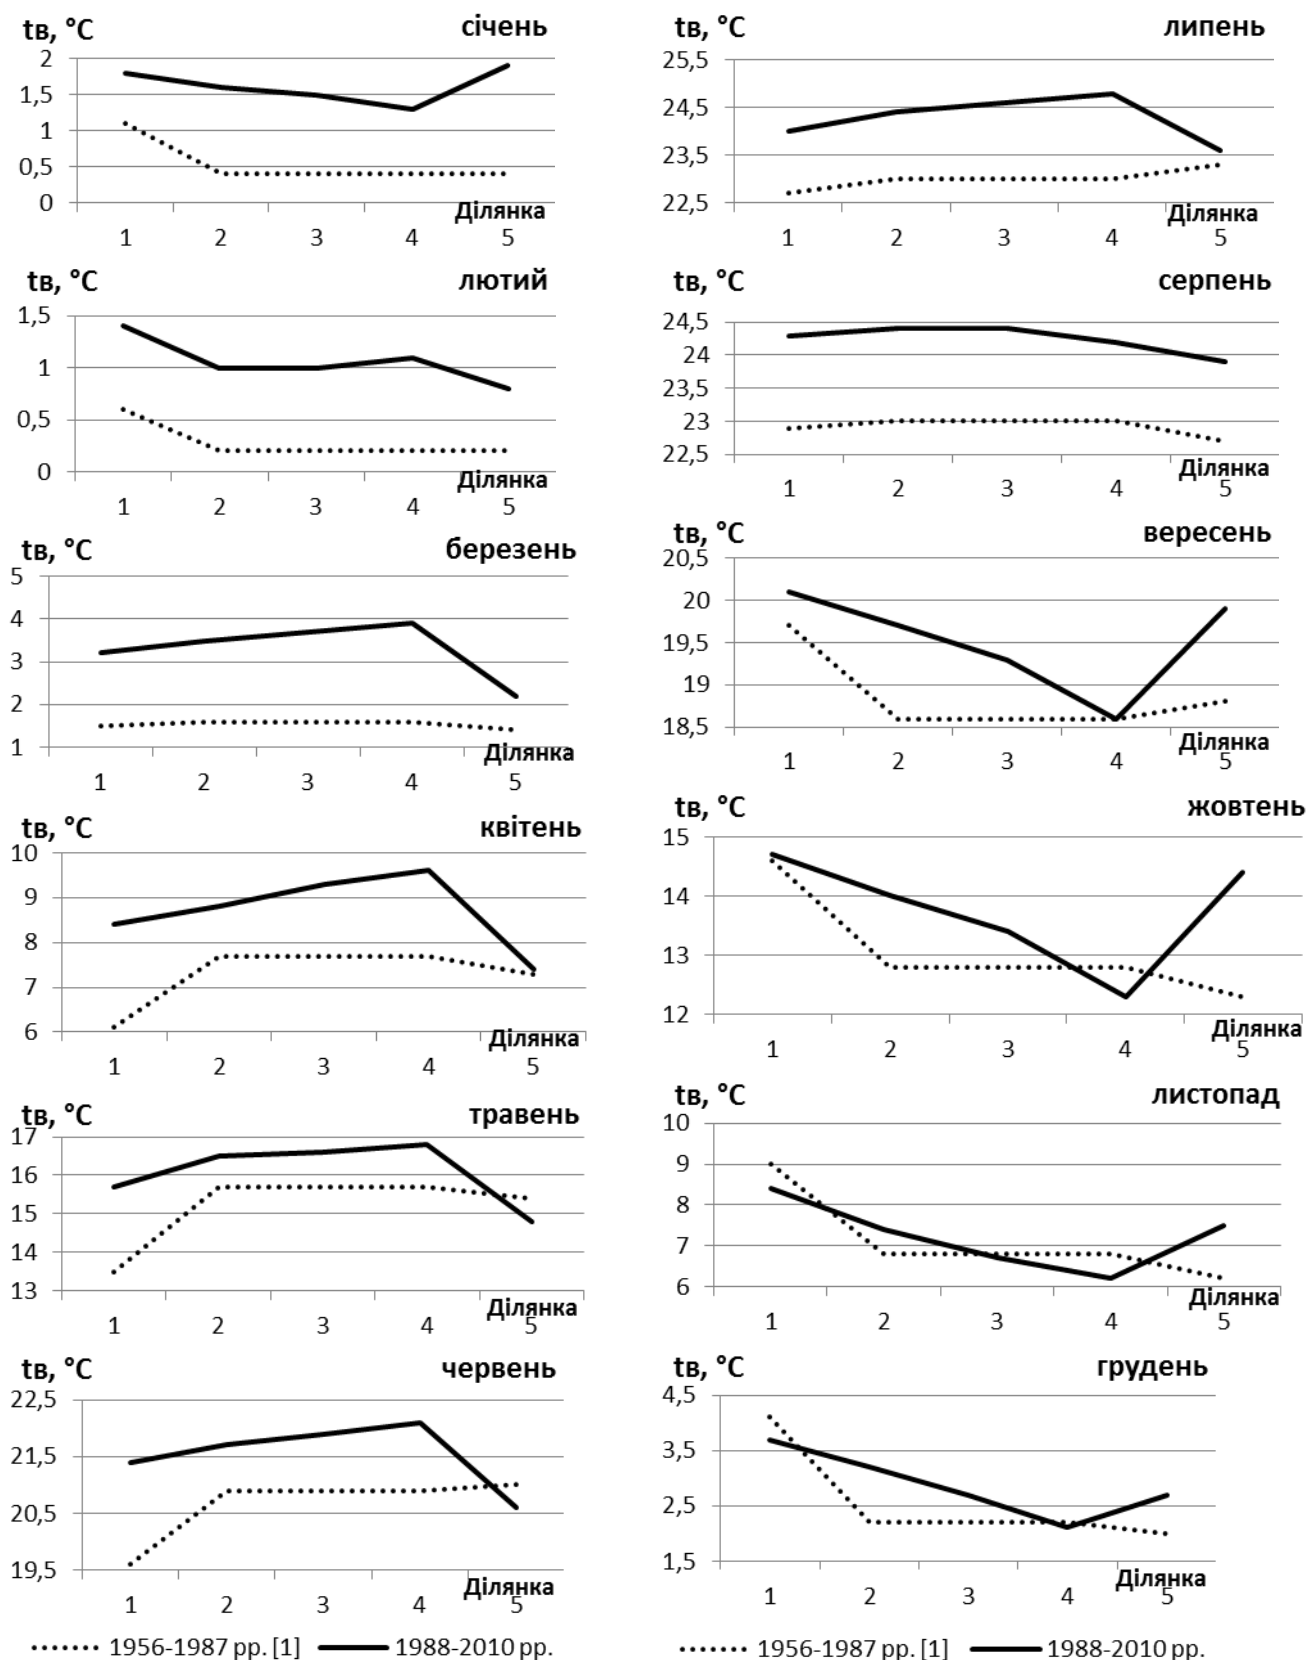 tв, °C січень
2
1,5
1
0,5
0
Ділянка
1 2 3 4 5
tв, °C лютий
1,5
1
0,5
0
Ділянка
1 2 3 4 5
tв, °C березень
5
4
3
2
1
Ділянка
1 2 3 4 5
tв, °C квітень
10
9
8
7
6
Ділянка
1 2 3 4 5
tв, °C травень
17
16
15
14
13
Ділянка
1 2 3 4 5
tв, °C червень
22,5
21,5
20,5
19,5
Ділянка
1 2 3 4 5
1956-1987 рр. [1] 1988-2010 рр.
tв, °C липень
25,5
24,5
23,5
22,5
Ділянка
1 2 3 4 5
tв, °C серпень
24,5
24
23,5
23
22,5
Ділянка
1 2 3 4 5
tв, °C вересень
20,5
20
19,5
19
18,5
Ділянка
1 2 3 4 5
tв, °C жовтень
15
14
13
12
Ділянка
1 2 3 4 5
tв, °C листопад
10
9
8
7
6
Ділянка
1 2 3 4 5
tв, °C грудень
4,5
3,5
2,5
1,5
Ділянка
1 2 3 4 5
1956-1987 рр. [1] 1988-2010 рр.